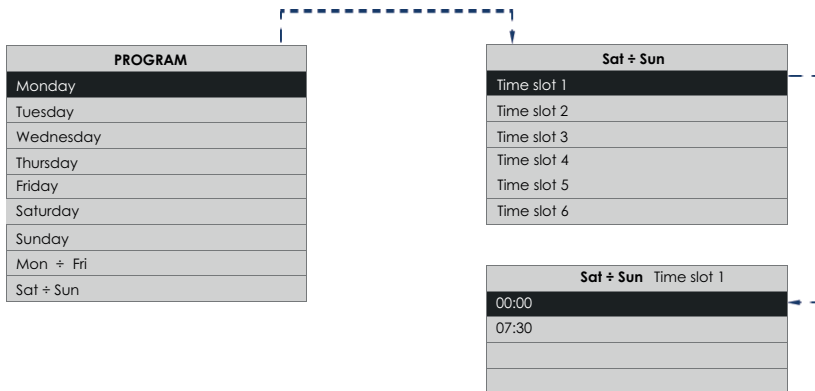 PROGRAM
Monday
Tuesday
Wednesday
Thursday
Friday
Saturday
Sunday
Mon ÷ Fri
Sat ÷ Sun
Sat ÷ Sun
Time slot 1
Time slot 2
Time slot 3
Time slot 4
Time slot 5
Time slot 6
Sat ÷ Sun Time slot 1
00:00
07:30